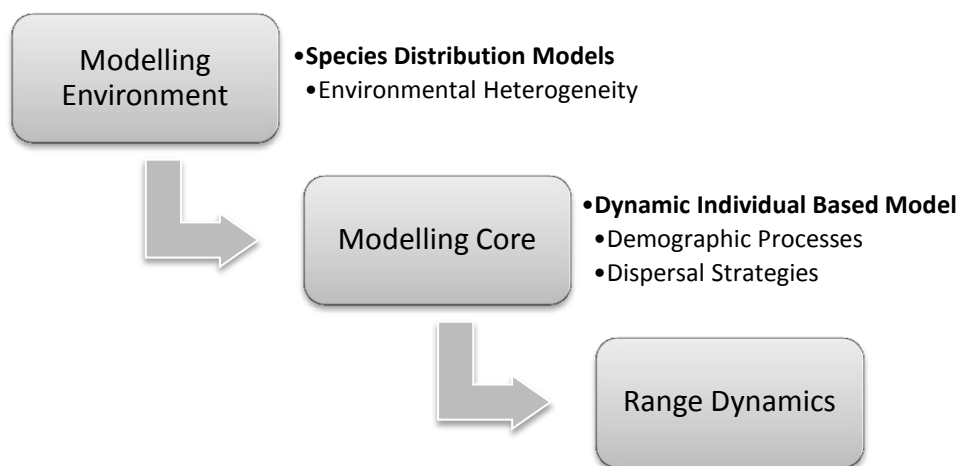 Modelling
Environment
•Species Distribution Models
•Environmental Heterogeneity
Modelling Core
•Dynamic Individual Based Model
•Demographic Processes
•Dispersal Strategies
Range Dynamics